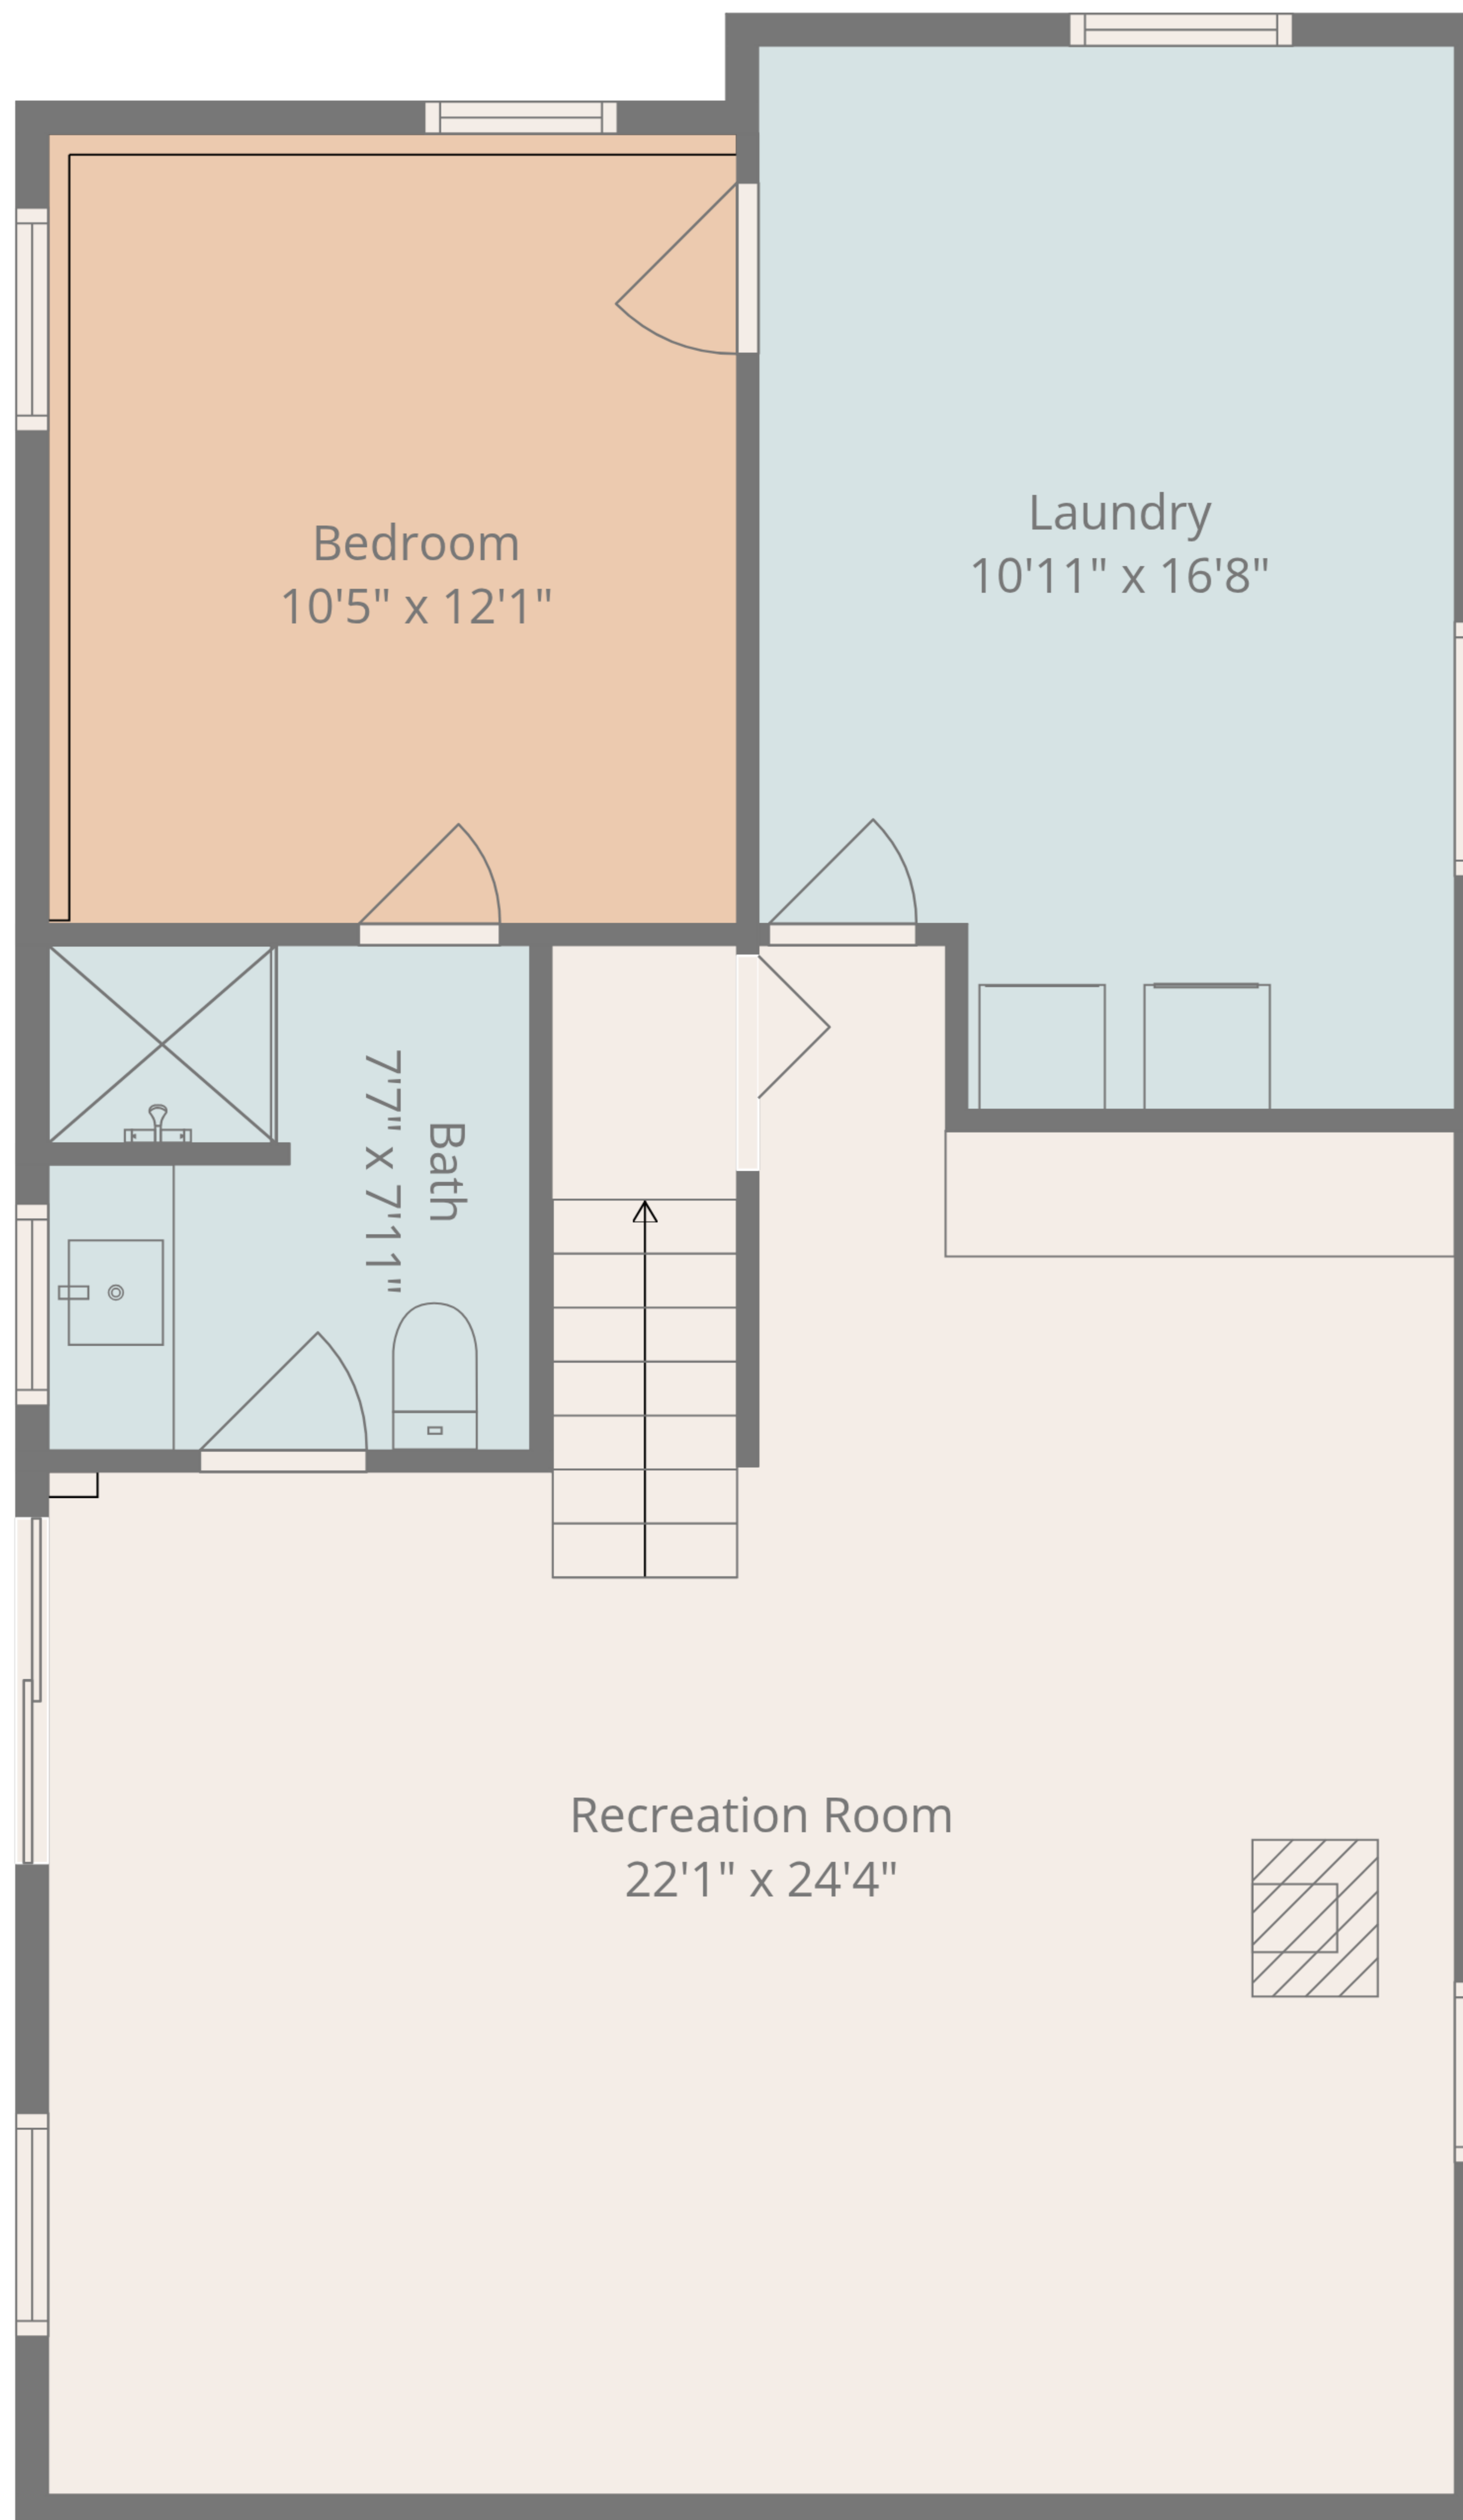 Laundry
10'11" x 16'8"
Bedroom
10'5" x 12'1"
Bath
7'7" x 7'11"
Recreation Room
22'1" x 24'4"